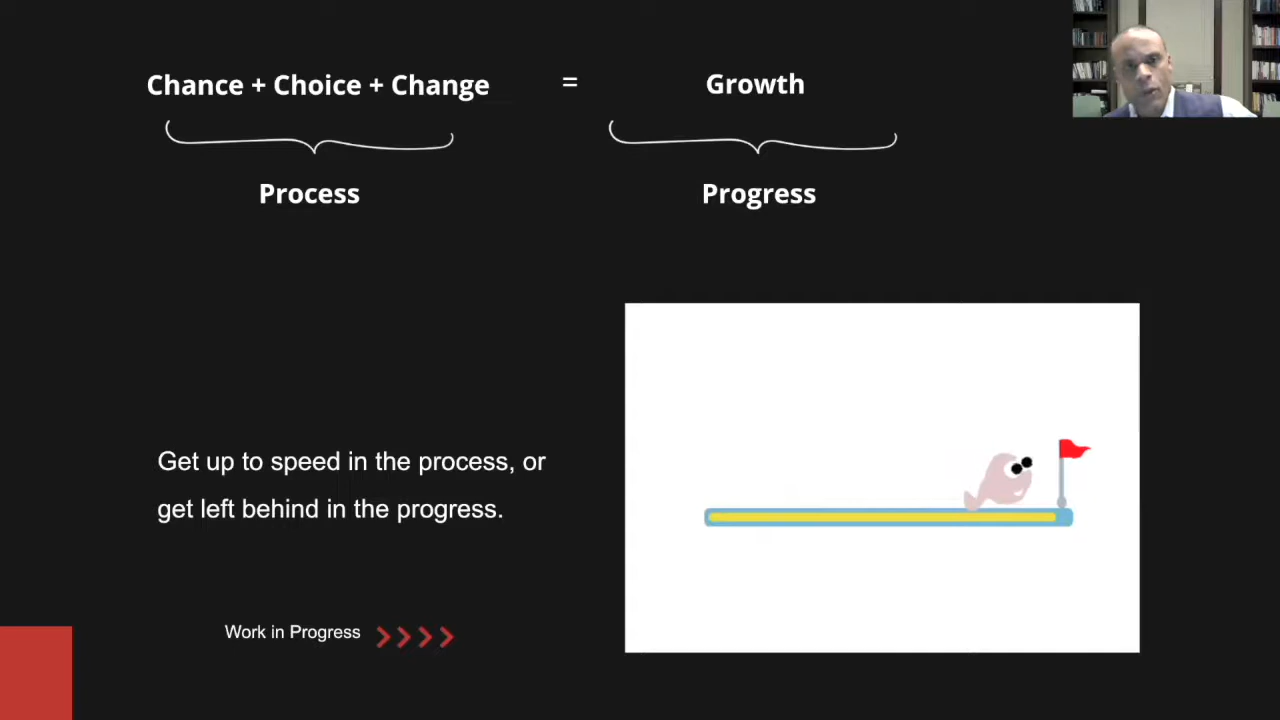 Chance + Choice + Change = Growth
Process Progress
Get up to speed in the process, or
get left behind in the progress.
Work in Progress